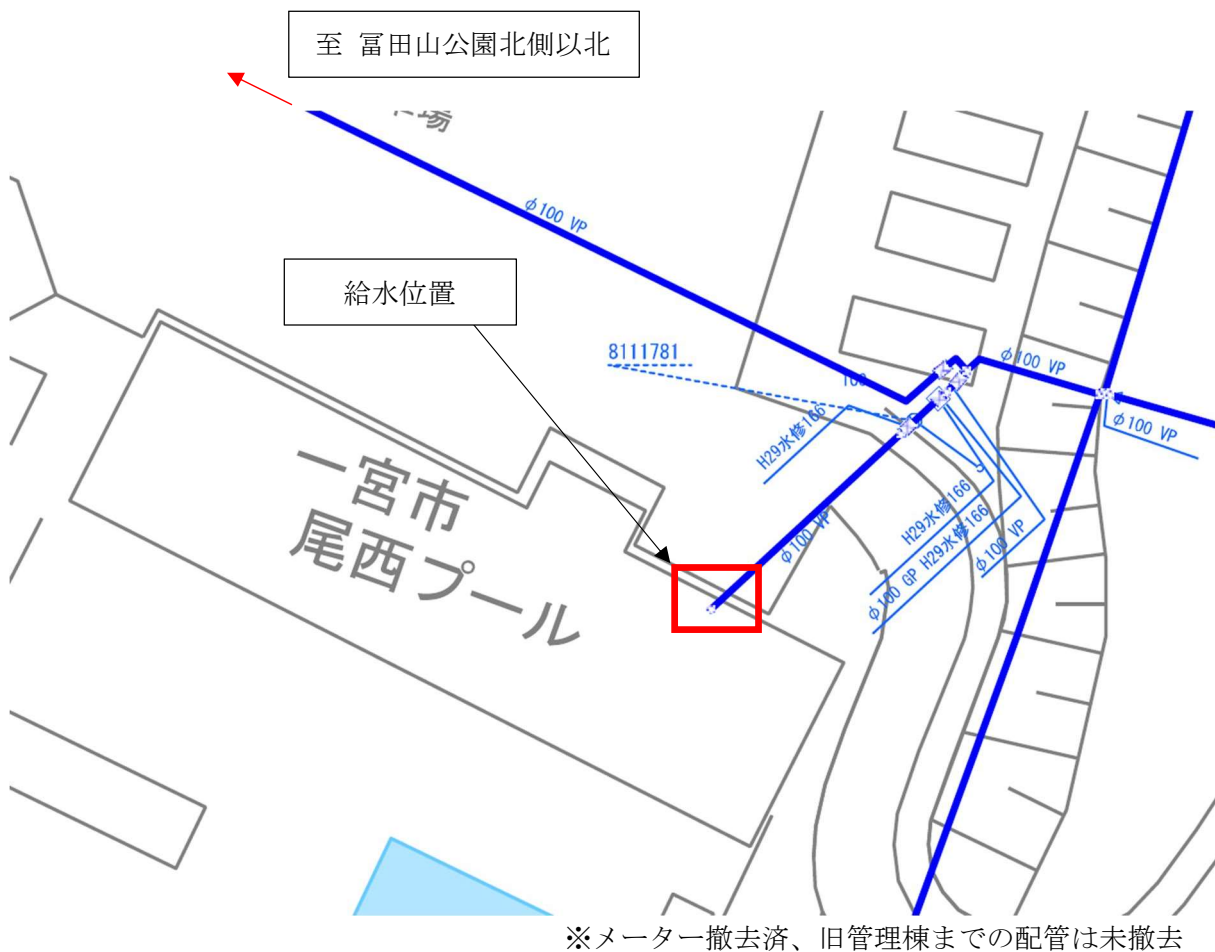 至 冨田山公園北側以北
場
φ100 VP
給水位置
8111781
φ100 VP
φ100 VP
H29水修166
一宮市
尾西プール
φ100 VP
H29水修166
φ100 GP H29水修166
φ100 VP
※メーター撤去済、旧管理棟までの配管は未撤去